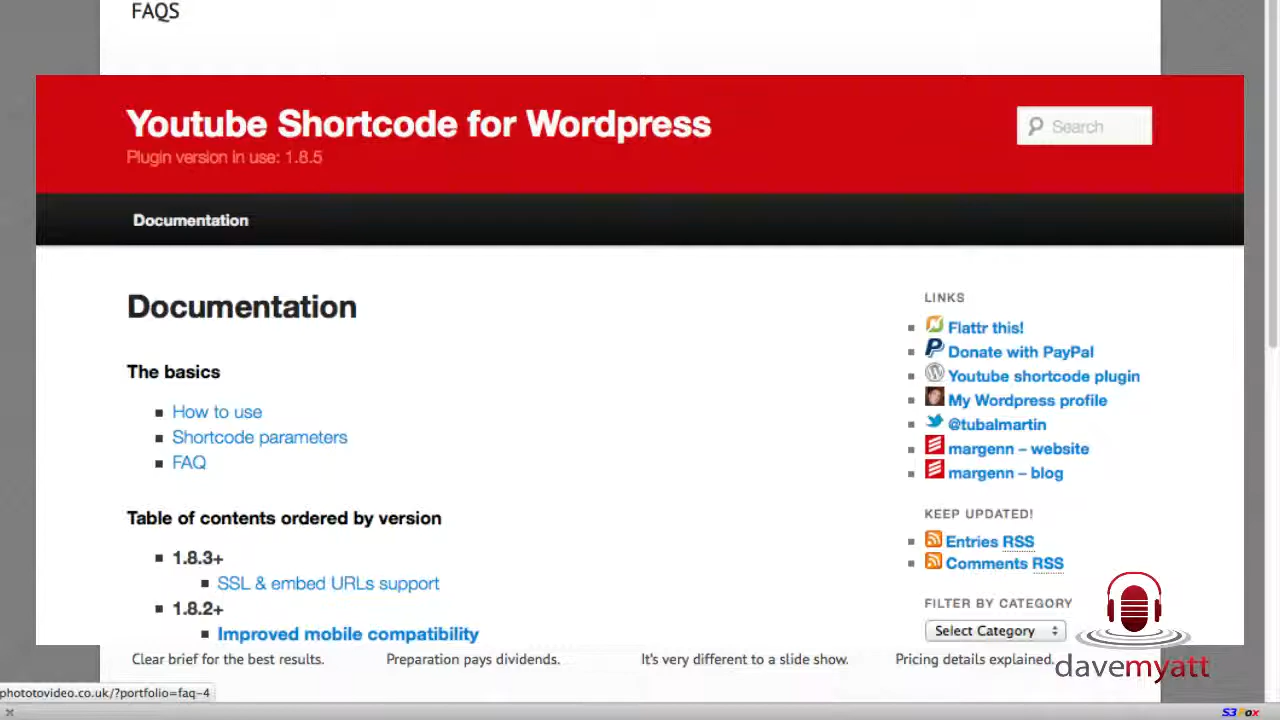 FAQS
Youtube Shortcode for Wordpress
Search
Plugin version in use: 1.8.5
Documentation
Documentation
The basics
How to use
Shortcode parameters
FAQ
Table of contents ordered by version
1.8.3+
SSL & embed URLs support
1.8.2+
Improved mobile compatibility
LINKS
Flattr this!
Donate with PayPal
Youtube shortcode plugin
My Wordpress profile
@tubalmartin
margenn – website
margenn – blog
KEEP UPDATED!
Entries RSS
Comments RSS
FILTER BY CATEGORY
Select Category
Clear brief for the best results.
Preparation pays dividends.
It's very different to a slide show.
Pricing details explained.
davemyatt
phototovideo.co.uk/?portfolio=faq-4
S3Fox